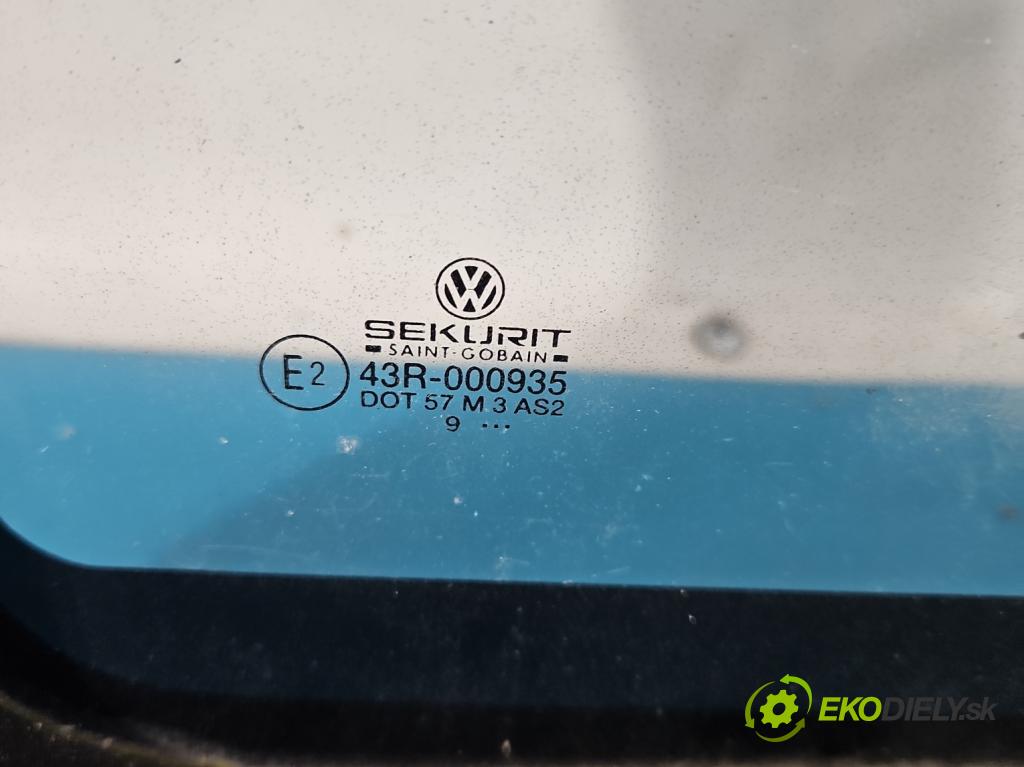 SEKURIT
SAINT-GOBAIN
E2 43R-000935
DOT 57 M 3 AS2
9 ...
EKODIELY.sk